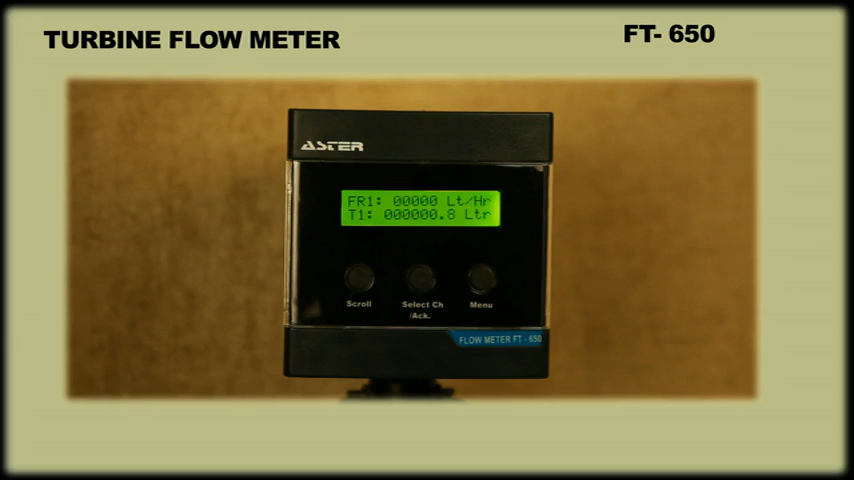 TURBINE FLOW METER
FT- 650
ASTER
FR1: 00000 Lt/Hr
T1: 000000.8 Ltr
Scroll
Select Ch
/Ack.
Menu
FLOW METER FT - 650